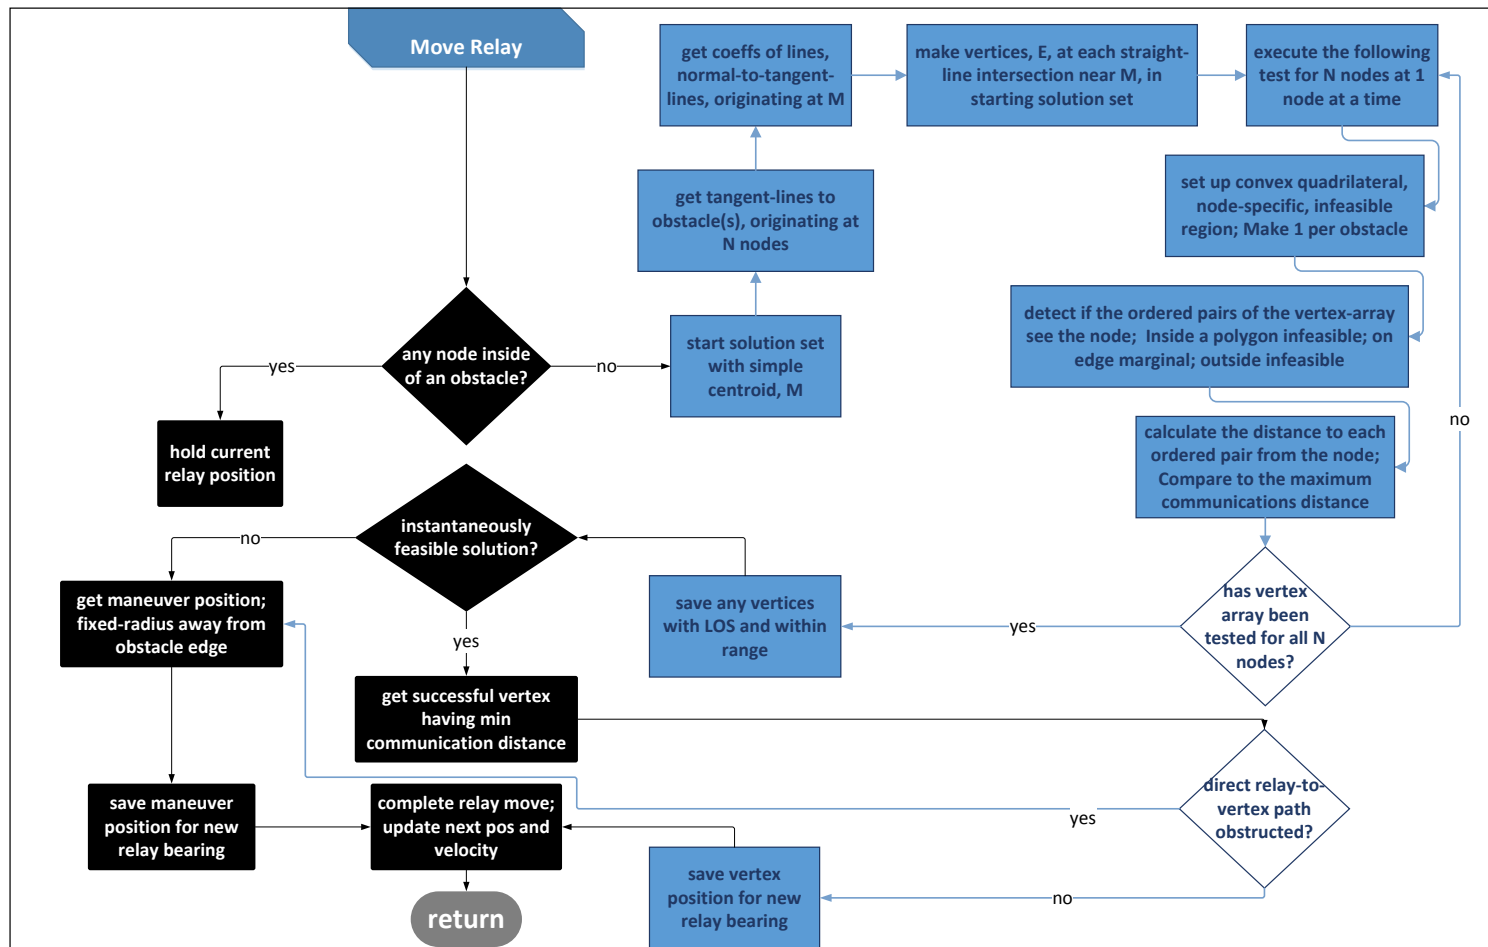 Move Relay
any node inside
of an obstacle?
yes
no
hold current
relay position
start solution set
with simple
centroid, M
get tangent-lines to
obstacle(s), originating at
N nodes
get coeffs of lines,
normal-to-tangent-
lines, originating at M
make vertices, E, at each straight-
line intersection near M, in
starting solution set
execute the following
test for N nodes at 1
node at a time
set up convex quadrilateral,
node-specific, infeasible
region; Make 1 per obstacle
detect if the ordered pairs of the vertex-array
see the node;  Inside a polygon infeasible; on
edge marginal; outside infeasible
calculate the distance to each
ordered pair from the node;
Compare to the maximum
communications distance
has vertex
array been
tested for all N
nodes?
no
yes
save any vertices
with LOS and within
range
instantaneously
feasible solution?
no
yes
get maneuver position;
fixed-radius away from
obstacle edge
get successful vertex
having min
communication distance
direct relay-to-
vertex path
obstructed?
yes
no
save maneuver
position for new
relay bearing
complete relay move;
update next pos and
velocity
save vertex
position for new
relay bearing
return